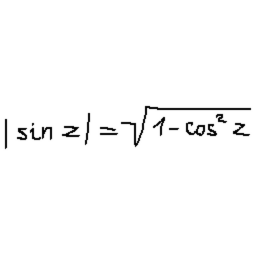 |sin z| = √(1-cos² z)